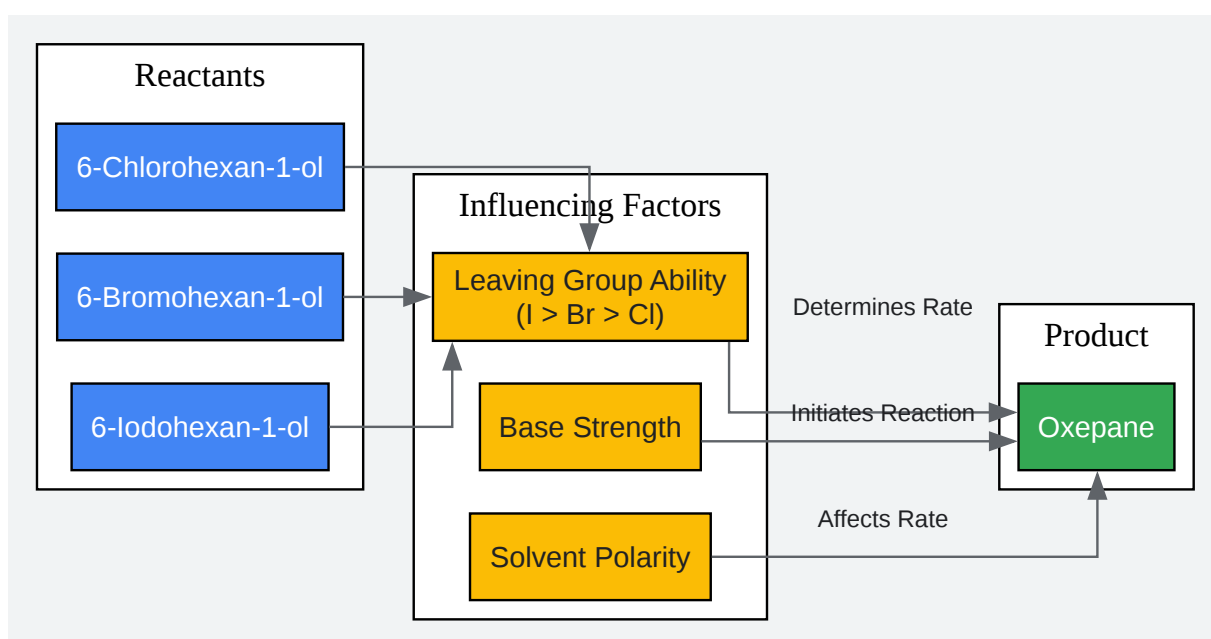 Reactants
6-Chlorohexan-1-ol
6-Bromohexan-1-ol
6-Iodohexan-1-ol
Influencing Factors
Leaving Group Ability
(I > Br > Cl)
Base Strength
Solvent Polarity
Determines Rate
Initiates Reaction
Affects Rate
Product
Oxepane